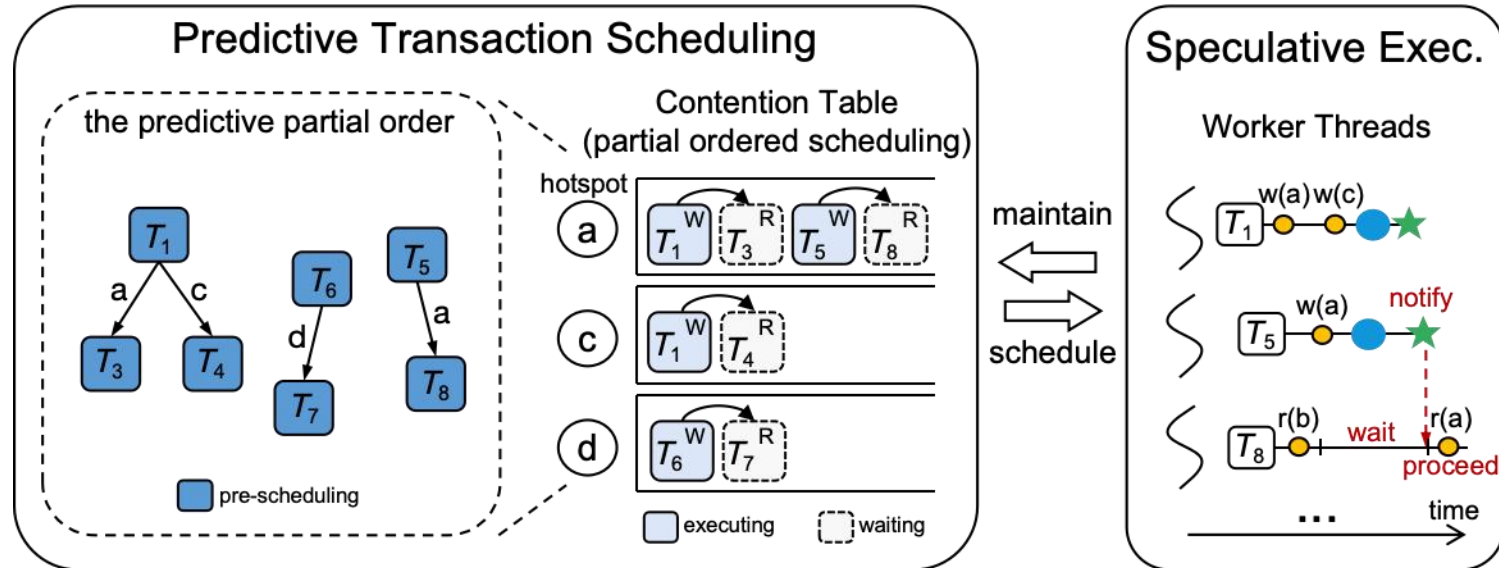 Predictive Transaction Scheduling
the predictive partial order
T1
a
c
T3
T4
T6
d
T7
T5
a
T8
pre-scheduling
Contention Table
(partial ordered scheduling)
hotspot
a
T1 W
T3 R
T5 W
T8 R
c
T1 W
T4 R
d
T6 W
T7 R
executing
waiting
maintain
schedule
Speculative Exec.
Worker Threads
T1
w(a) w(c)
T5
w(a)
notify
T8
r(b)
wait
r(a)
proceed
...
time